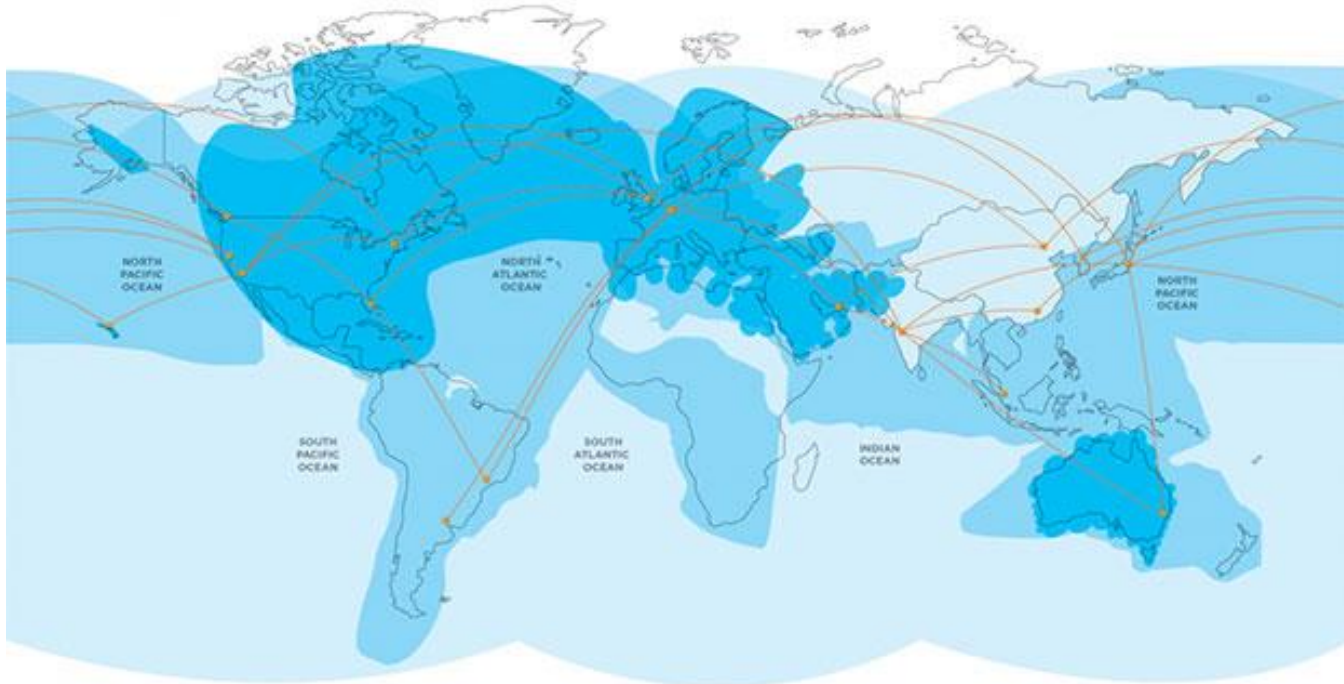 NORTH
PACIFIC
OCEAN
NORTH
ATLANTIC
OCEAN
NORTH
PACIFIC
OCEAN
SOUTH
PACIFIC
OCEAN
SOUTH
ATLANTIC
OCEAN
INDIAN
OCEAN